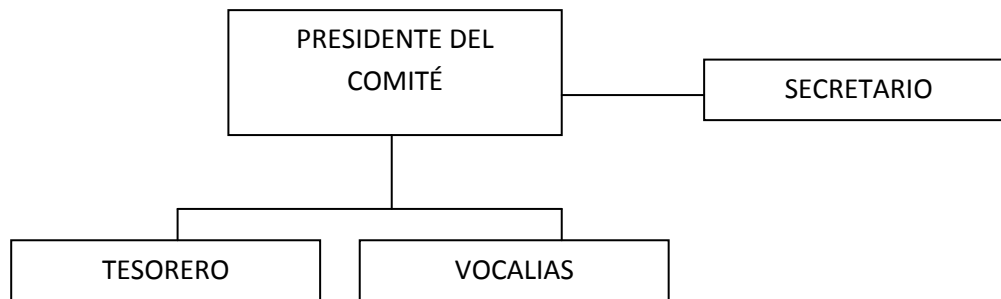 PRESIDENTE DEL
COMITÉ
SECRETARIO
TESORERO
VOCALIAS